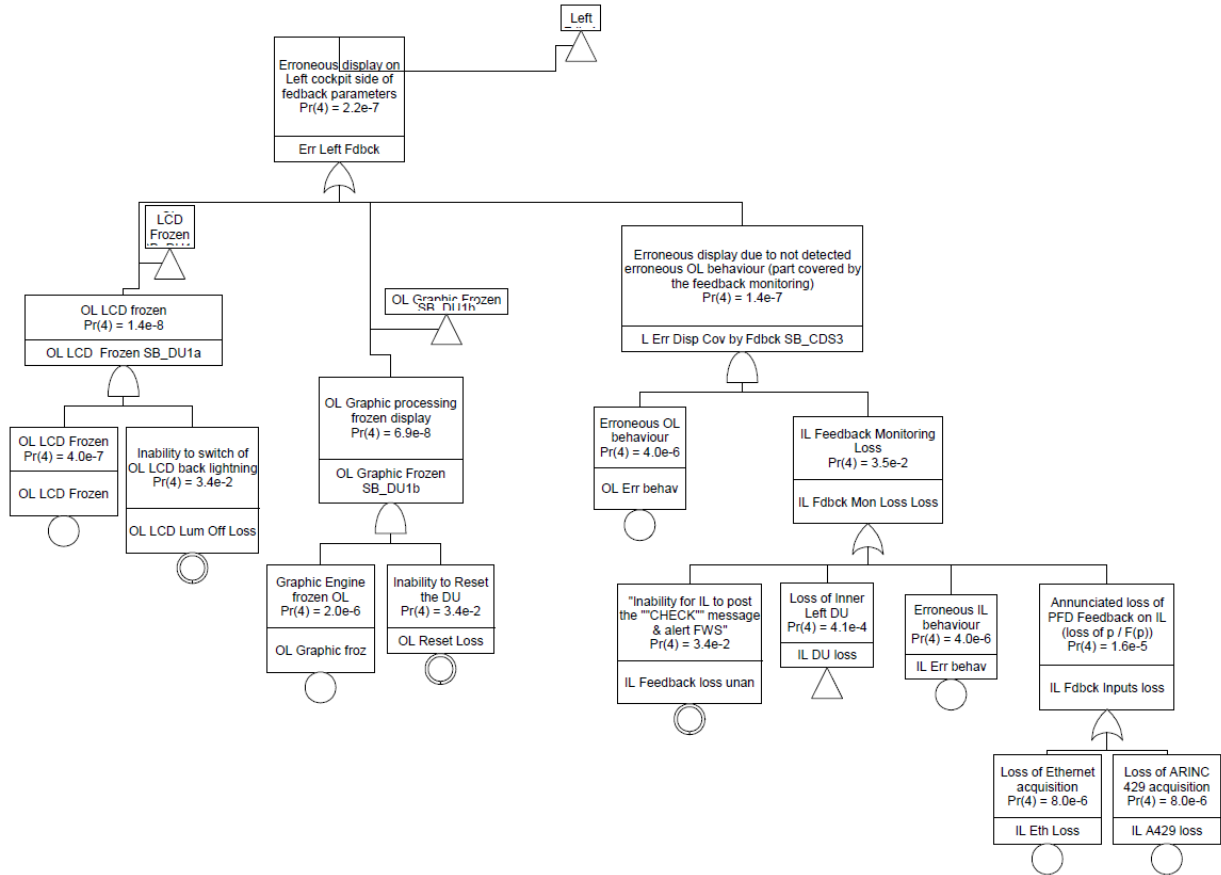 Left
Erroneous display on
Left cockpit side of
fedback parameters
Pr(4) = 2.2e-7
Err Left Fdbck
LCD
Frozen
OL LCD frozen
Pr(4) = 1.4e-8
OL LCD Frozen SB_DU1a
OL LCD Frozen
Pr(4) = 4.0e-7
OL LCD Frozen
Inability to switch of
OL LCD back lightning
Pr(4) = 3.4e-2
OL LCD Lum Off Loss
OL Graphic Frozen
SB_DU1b
OL Graphic processing
frozen display
Pr(4) = 6.9e-8
OL Graphic Frozen
SB_DU1b
Graphic Engine
frozen OL
Pr(4) = 2.0e-6
OL Graphic froz
Inability to Reset
the DU
Pr(4) = 3.4e-2
OL Reset Loss
Erroneous display due to not detected
erroneous OL behaviour (part covered by
the feedback monitoring)
Pr(4) = 1.4e-7
L Err Disp Cov by Fdbck SB_CDS3
Erroneous OL
behaviour
Pr(4) = 4.0e-6
OL Err behav
IL Feedback Monitoring
Loss
Pr(4) = 3.5e-2
IL Fdbck Mon Loss Loss
"Inability for IL to post
the ""CHECK"" message
& alert FWS"
Pr(4) = 3.4e-2
IL Feedback loss unan
Loss of Inner
Left DU
Pr(4) = 4.1e-4
IL DU loss
Erroneous IL
behaviour
Pr(4) = 4.0e-6
IL Err behav
Annunciated loss of
PFD Feedback on IL
(loss of p / F(p))
Pr(4) = 1.6e-5
IL Fdbck Inputs loss
Loss of Ethernet
acquisition
Pr(4) = 8.0e-6
IL Eth Loss
Loss of ARINC
429 acquisition
Pr(4) = 8.0e-6
IL A429 loss